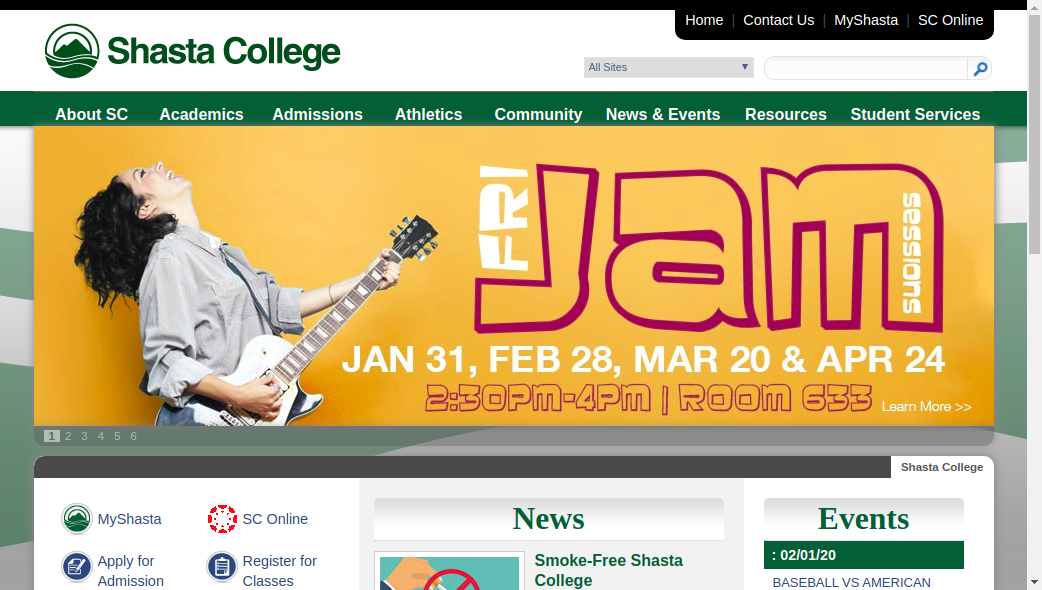 Home | Contact Us | MyShasta | SC Online
Shasta College
All Sites
About SC Academics Admissions Athletics Community News & Events Resources Student Services
FRI Jam sessions
JAN 31, FEB 28, MAR 20 & APR 24
2:30PM-4PM | ROOM 633
Learn More >>
1 2 3 4 5 6
Shasta College
MyShasta
SC Online
Apply for
Admission
Register for
Classes
News
Smoke-Free Shasta
College
Events
: 02/01/20
BASEBALL VS AMERICAN